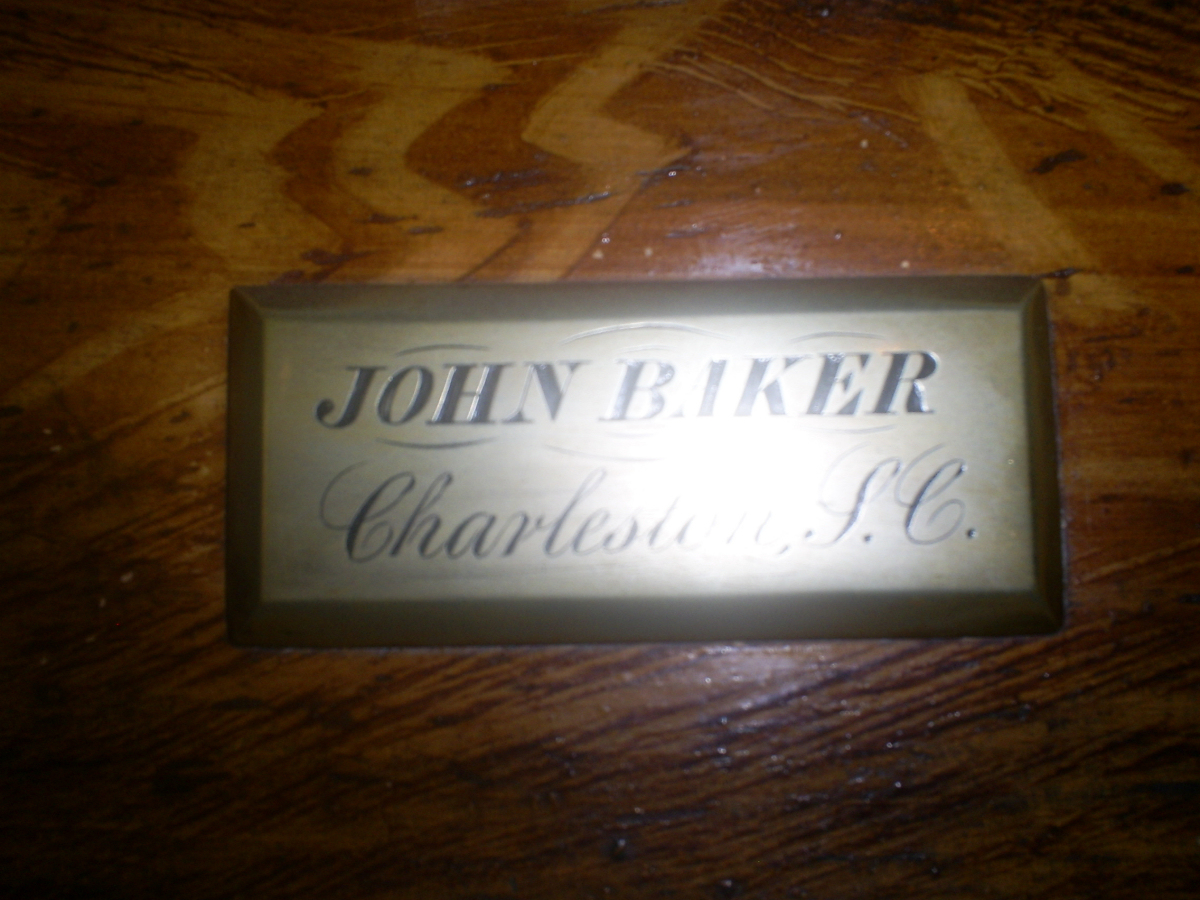 JOHN BAKER
Charleston, S.C.